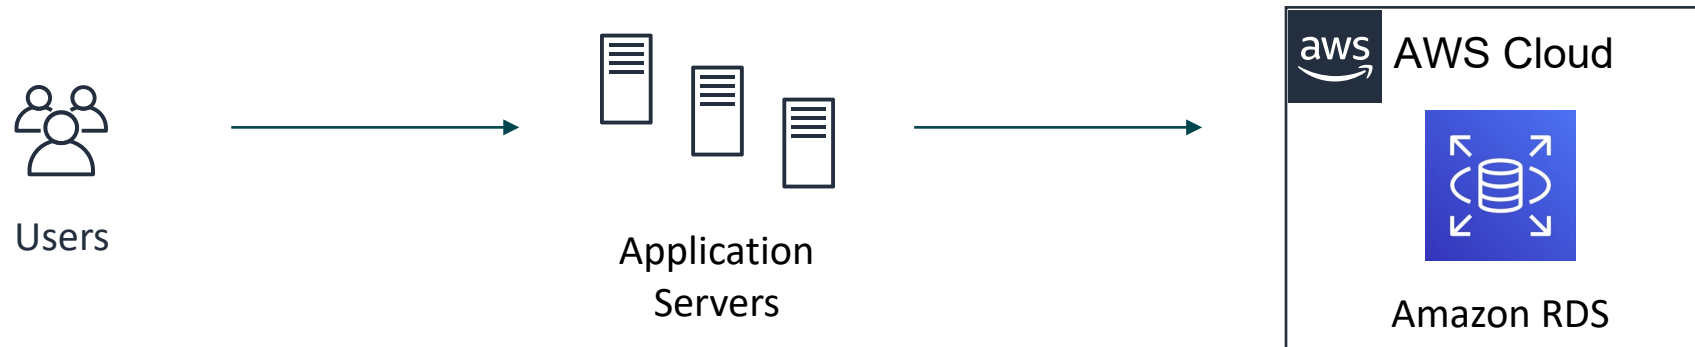 Users
Application
Servers
aws
AWS Cloud
Amazon RDS